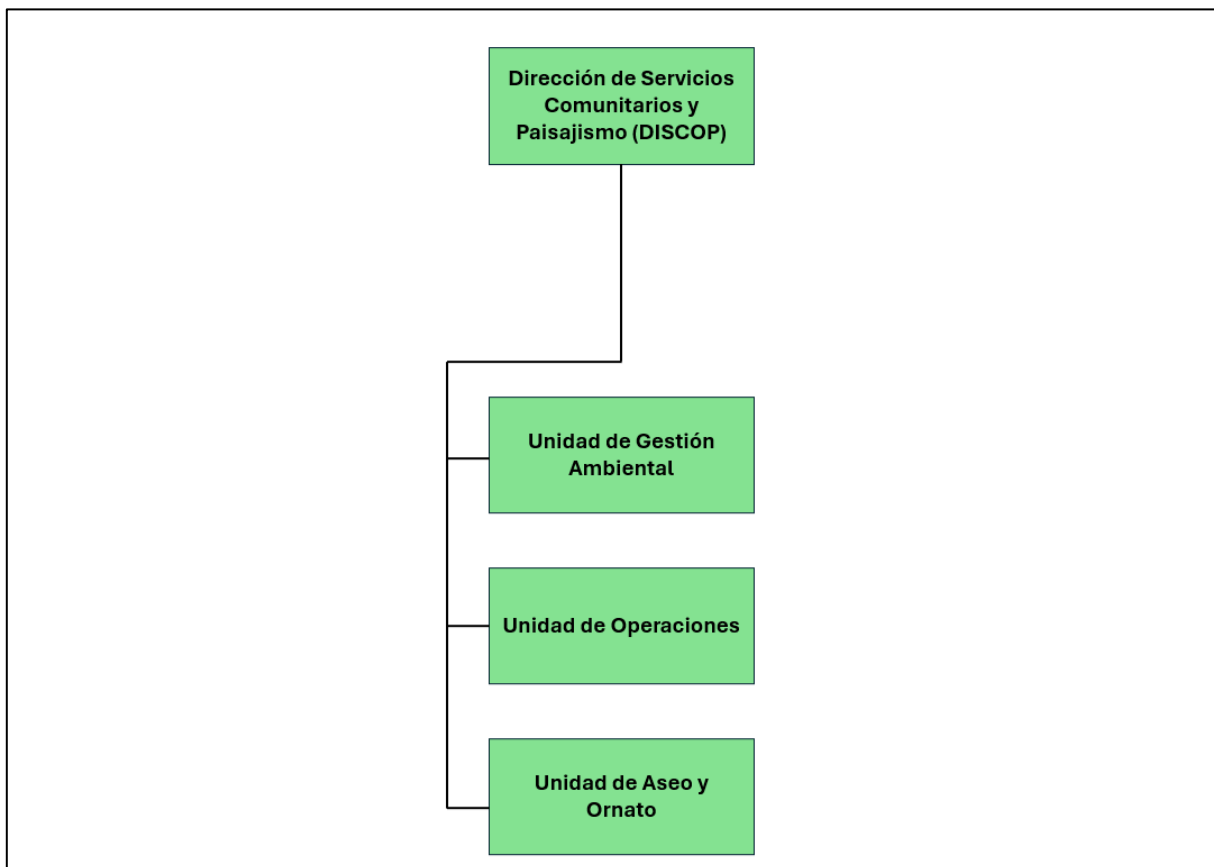 Dirección de Servicios
Comunitarios y
Paisajismo (DISCOP)
Unidad de Gestión
Ambiental
Unidad de Operaciones
Unidad de Aseo y
Ornato